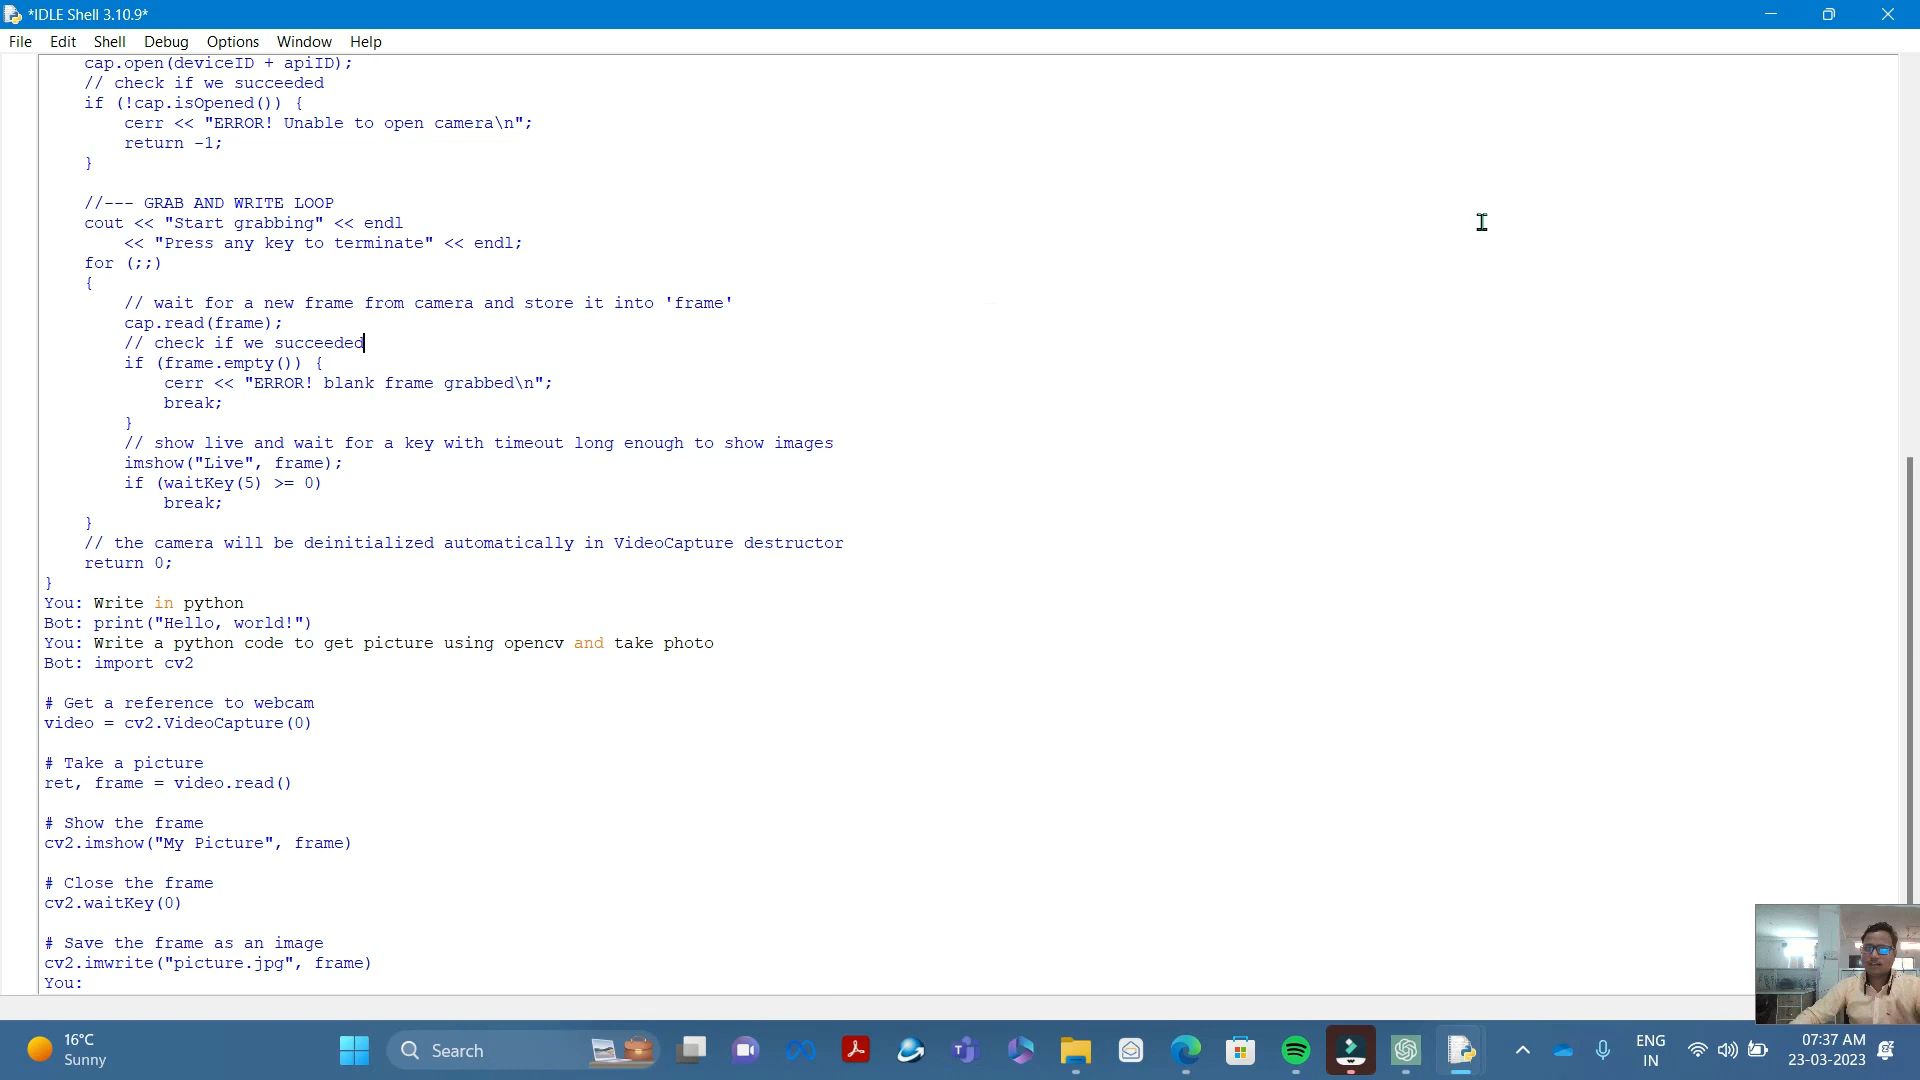 *IDLE Shell 3.10.9*
File Edit Shell Debug Options Window Help
cap.open(deviceID + apiID);
// check if we succeeded
if (!cap.isOpened()) {
cerr << "ERROR! Unable to open camera\n";
return -1;
}
//--- GRAB AND WRITE LOOP
cout << "Start grabbing" << endl
<< "Press any key to terminate" << endl;
for (;;)
{
// wait for a new frame from camera and store it into 'frame'
cap.read(frame);
// check if we succeeded
if (frame.empty()) {
cerr << "ERROR! blank frame grabbed\n";
break;
}
// show live and wait for a key with timeout long enough to show images
imshow("Live", frame);
if (waitKey(5) >= 0)
break;
}
// the camera will be deinitialized automatically in VideoCapture destructor
return 0;
}
You: Write in python
Bot: print("Hello, world!")
You: Write a python code to get picture using opencv and take photo
Bot: import cv2
# Get a reference to webcam
video = cv2.VideoCapture(0)
# Take a picture
ret, frame = video.read()
# Show the frame
cv2.imshow("My Picture", frame)
# Close the frame
cv2.waitKey(0)
# Save the frame as an image
cv2.imwrite("picture.jpg", frame)
You:
16°C
Sunny
Search
ENG
IN
07:37 AM
23-03-2023